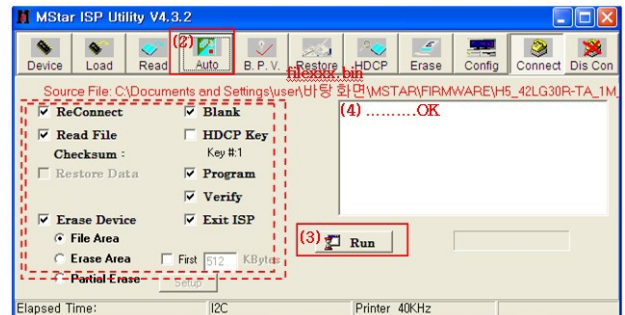 MStar ISP Utility V4.3.2
(2)
Device Load Read Auto B. P. V. Restore HDCP Erase Config Connect Dis Con
filexxx.bin
Source File: C:\Documents and Settings\user\바탕 화면\MSTAR\FIRMWARE\H5_42LG30R-TA_1M_
ReConnect Blank
(4) ..........OK
Read File HDCP Key
Checksum : Key #:1
Restore Data Program
Verify
Erase Device Exit ISP
File Area
(3) Run
Erase Area First 512 KBytes
Partial Erase Setup
Elapsed Time: I2C Printer 40KHz